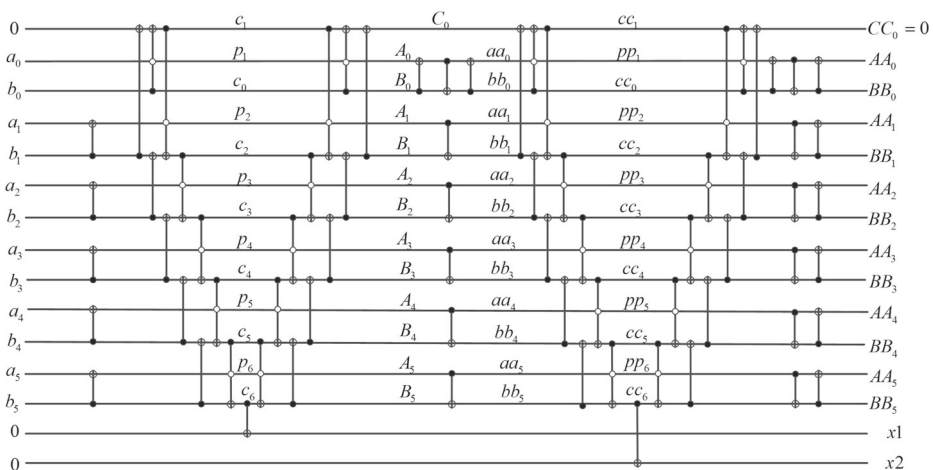 0 c₁ C₀ cc₁ CC₀ = 0
a₀ p₁ A₀ aa₀ pp₁ AA₀
b₀ c₀ B₀ bb₀ cc₀ BB₀
a₁ p₂ A₁ aa₁ pp₂ AA₁
b₁ c₂ B₁ bb₁ cc₂ BB₁
a₂ p₃ A₂ aa₂ pp₃ AA₂
b₂ c₃ B₂ bb₂ cc₃ BB₂
a₃ p₄ A₃ aa₃ pp₄ AA₃
b₃ c₄ B₃ bb₃ cc₄ BB₃
a₄ p₅ A₄ aa₄ pp₅ AA₄
b₄ c₅ B₄ bb₄ cc₅ BB₄
a₅ p₆ A₅ aa₅ pp₆ AA₅
b₅ c₆ B₅ bb₅ cc₆ BB₅
0 x1
0 x2